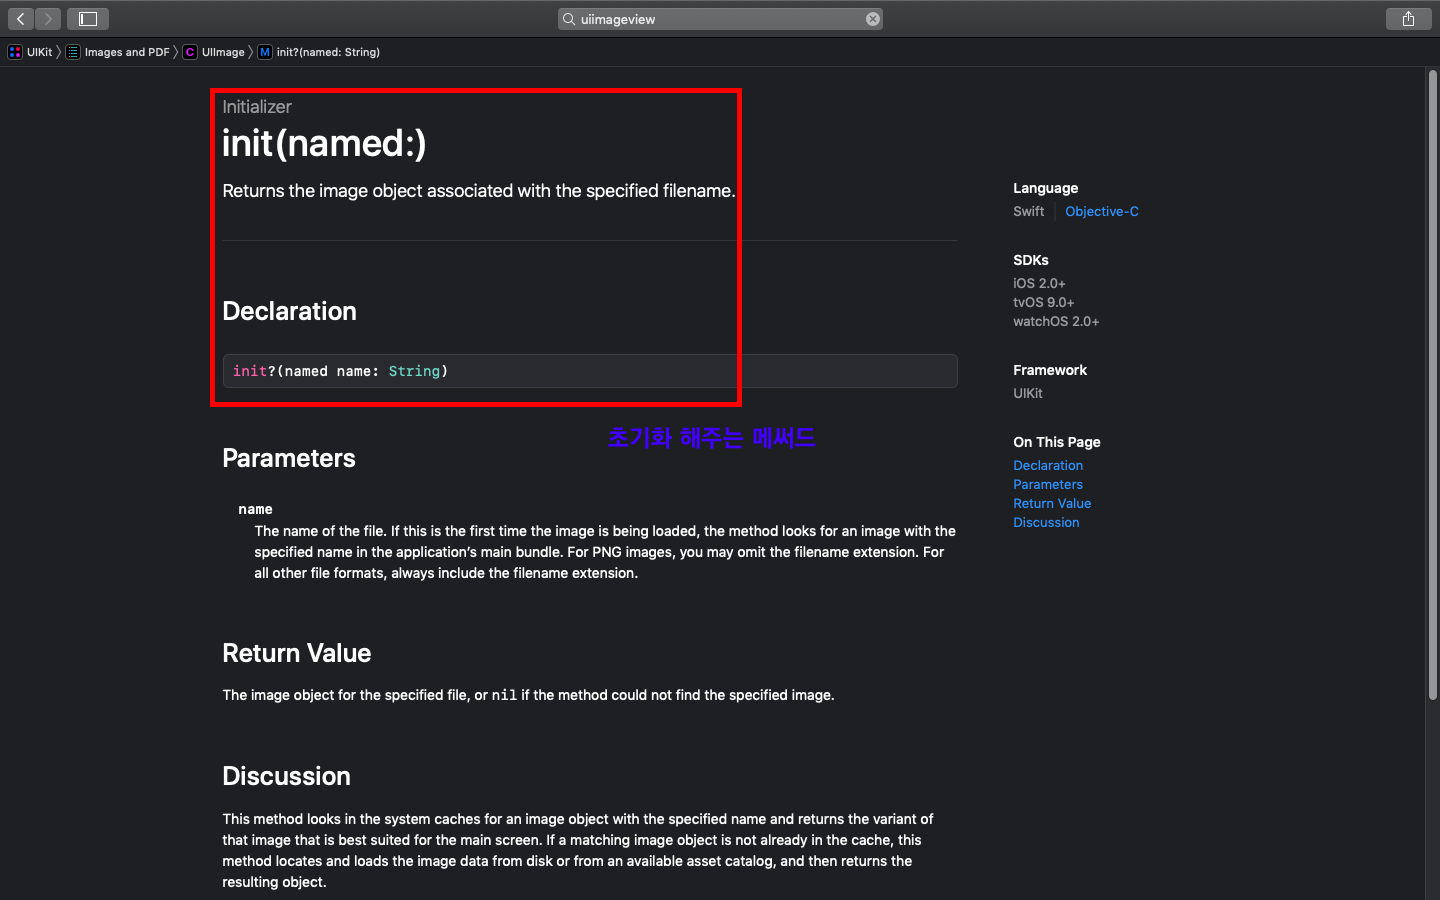 uiimageview
UIKit
Images and PDF
C
UIImage
M
init?(named: String)
Initializer
init(named:)
Returns the image object associated with the specified filename.
Declaration
init?(named name: String)
초기화 해주는 메써드
Parameters
name
The name of the file. If this is the first time the image is being loaded, the method looks for an image with the
specified name in the application’s main bundle. For PNG images, you may omit the filename extension. For
all other file formats, always include the filename extension.
Return Value
The image object for the specified file, or nil if the method could not find the specified image.
Discussion
This method looks in the system caches for an image object with the specified name and returns the variant of
that image that is best suited for the main screen. If a matching image object is not already in the cache, this
method locates and loads the image data from disk or from an available asset catalog, and then returns the
resulting object.
Language
Swift
Objective-C
SDKs
iOS 2.0+
tvOS 9.0+
watchOS 2.0+
Framework
UIKit
On This Page
Declaration
Parameters
Return Value
Discussion